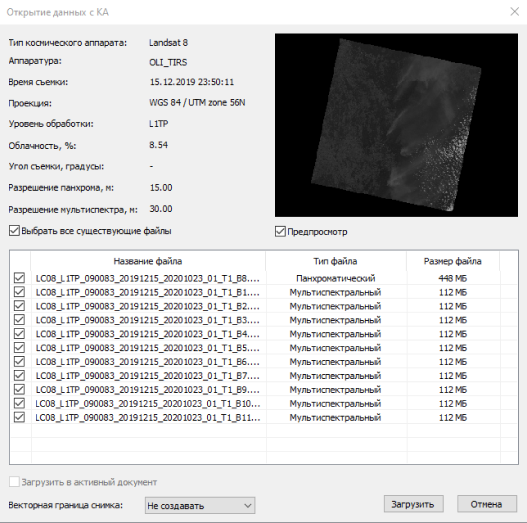 Открытие данных с КА
Тип космического аппарата: Landsat 8
Аппаратура: OLI_TIRS
Время съемки: 15.12.2019 23:50:11
Проекция: WGS 84 / UTM zone 56N
Уровень обработки: L1TP
Облачность, %: 8.54
Угол съемки, градусы: -
Разрешение панхрома, м: 15.00
Разрешение мультиспектра, м: 30.00
Выбрать все существующие файлы
Предпросмотр
Название файла Тип файла Размер файла
LC08_L1TP_090083_20191215_20201023_01_T1_B8.... Панхроматический 448 МБ
LC08_L1TP_090083_20191215_20201023_01_T1_B1.... Мультиспектральный 112 МБ
LC08_L1TP_090083_20191215_20201023_01_T1_B2.... Мультиспектральный 112 МБ
LC08_L1TP_090083_20191215_20201023_01_T1_B3.... Мультиспектральный 112 МБ
LC08_L1TP_090083_20191215_20201023_01_T1_B4.... Мультиспектральный 112 МБ
LC08_L1TP_090083_20191215_20201023_01_T1_B5.... Мультиспектральный 112 МБ
LC08_L1TP_090083_20191215_20201023_01_T1_B6.... Мультиспектральный 112 МБ
LC08_L1TP_090083_20191215_20201023_01_T1_B7.... Мультиспектральный 112 МБ
LC08_L1TP_090083_20191215_20201023_01_T1_B9.... Мультиспектральный 112 МБ
LC08_L1TP_090083_20191215_20201023_01_T1_B10... Мультиспектральный 112 МБ
LC08_L1TP_090083_20191215_20201023_01_T1_B11... Мультиспектральный 112 МБ
Загрузить в активный документ
Векторная граница снимка: Не создавать Загрузить Отмена